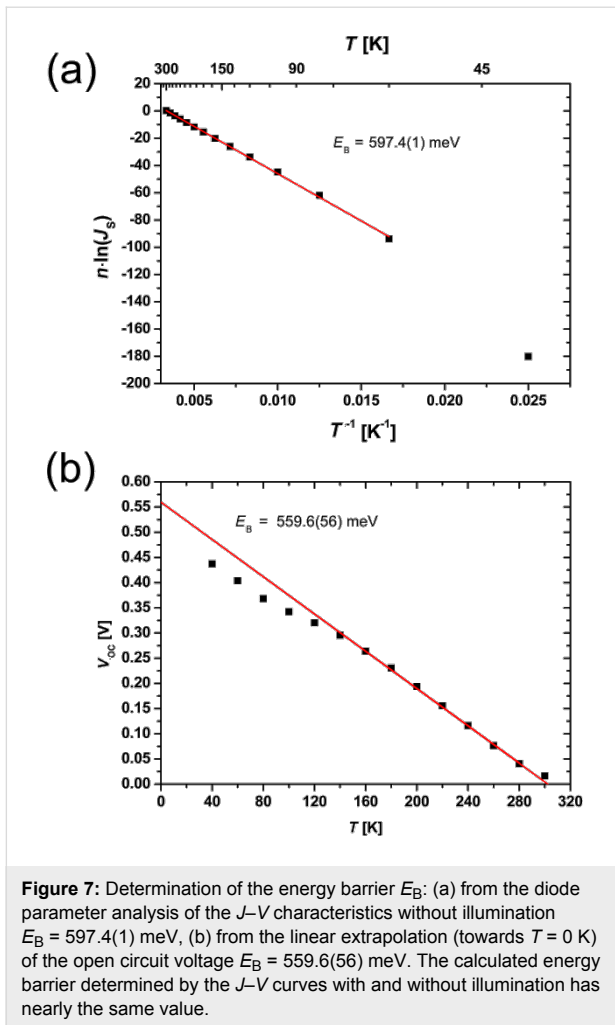 (a)
T [K]
300 150 90 45
20
0
-20
-40
-60
-80
-100
-120
-140
-160
-180
-200
n·ln(Jₛ)
E_B = 597.4(1) meV
0.005 0.010 0.015 0.020 0.025
T⁻¹ [K⁻¹]
(b)
0.60
0.55
0.50
0.45
0.40
0.35
0.30
0.25
0.20
0.15
0.10
0.05
0.00
V_oc [V]
E_B = 559.6(56) meV
0 40 80 120 160 200 240 280 320
T [K]
Figure 7: Determination of the energy barrier E_B: (a) from the diode
parameter analysis of the J–V characteristics without illumination
E_B = 597.4(1) meV, (b) from the linear extrapolation (towards T = 0 K)
of the open circuit voltage E_B = 559.6(56) meV. The calculated energy
barrier determined by the J–V curves with and without illumination has
nearly the same value.